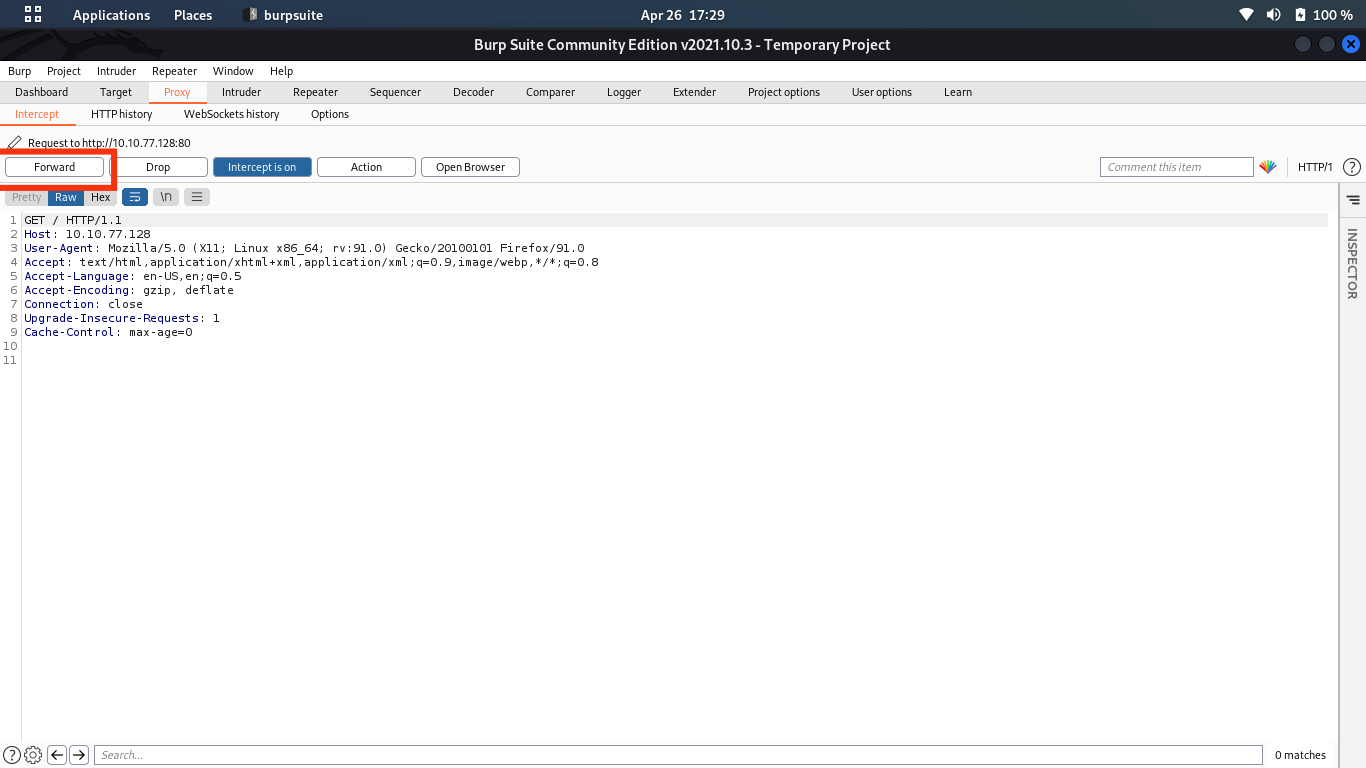 Applications Places burpsuite Apr 26 17:29 100 %
Burp Suite Community Edition v2021.10.3 - Temporary Project
Burp Project Intruder Repeater Window Help
Dashboard Target Proxy Intruder Repeater Sequencer Decoder Comparer Logger Extender Project options User options Learn
Intercept HTTP history WebSockets history Options
Request to http://10.10.77.128:80
Forward Drop Intercept is on Action Open Browser Comment this item HTTP/1 ?
Pretty Raw Hex \n
1 GET / HTTP/1.1
2 Host: 10.10.77.128
3 User-Agent: Mozilla/5.0 (X11; Linux x86_64; rv:91.0) Gecko/20100101 Firefox/91.0
4 Accept: text/html,application/xhtml+xml,application/xml;q=0.9,image/webp,*/*;q=0.8
5 Accept-Language: en-US,en;q=0.5
6 Accept-Encoding: gzip, deflate
7 Connection: close
8 Upgrade-Insecure-Requests: 1
9 Cache-Control: max-age=0
10
11
INSPECTOR
? Search... 0 matches